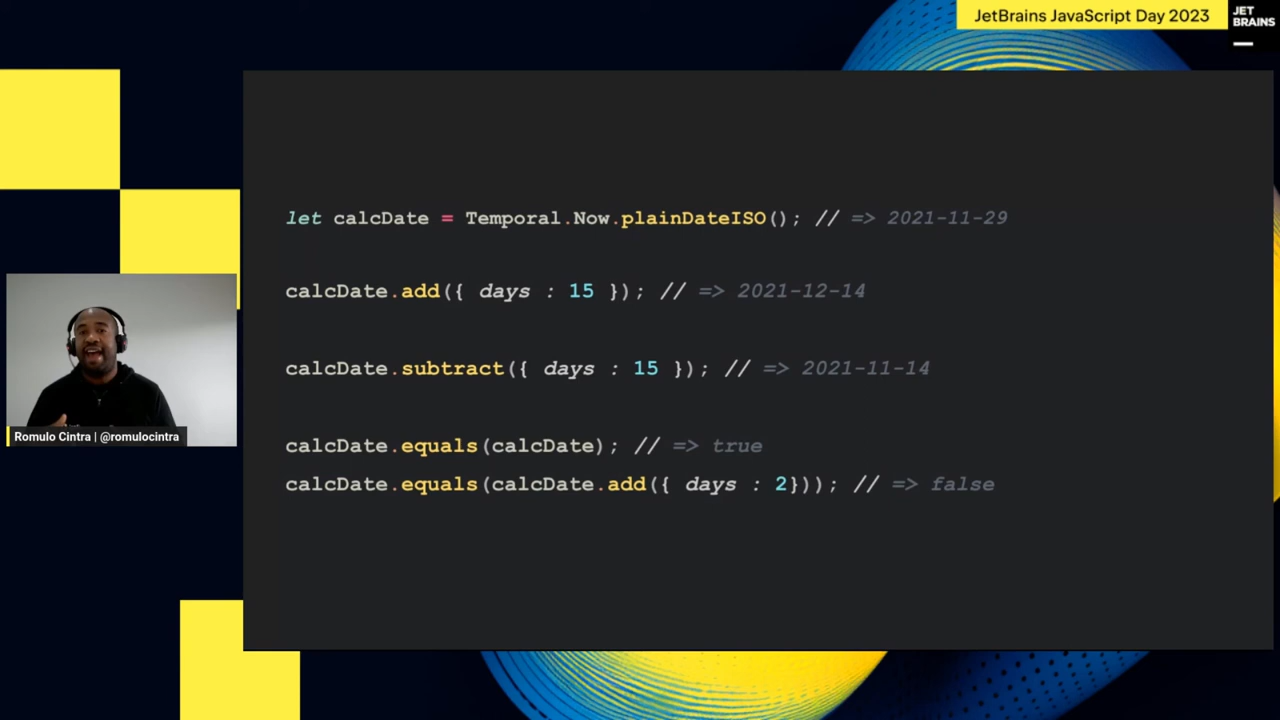 JetBrains JavaScript Day 2023
JET
BRAINS
let calcDate = Temporal.Now.plainDateISO(); // => 2021-11-29
calcDate.add({ days : 15 }); // => 2021-12-14
calcDate.subtract({ days : 15 }); // => 2021-11-14
calcDate.equals(calcDate); // => true
calcDate.equals(calcDate.add({ days : 2})); // => false
Romulo Cintra | @romulocintra